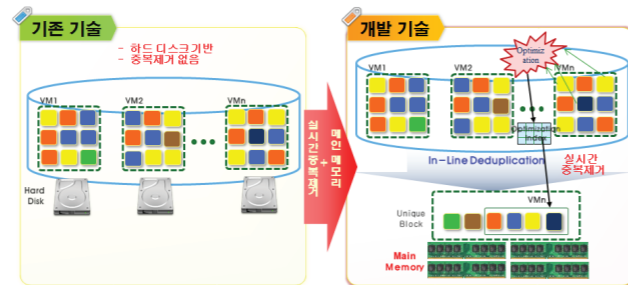 기존 기술
- 하드 디스크기반
- 중복제거 없음
VM1
VM2
VMn
Hard
Disk
메인 메모리
+
실시간중복제거
개발 기술
Optimiz
ation
VM1
VM2
VMn
Optimization
Index
In-Line Deduplication
실시간
중복제거
VMn
Unique
Block
Main
Memory